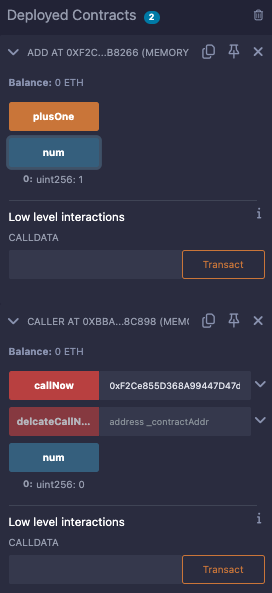 Deployed Contracts 2
ADD AT 0XF2C...B8266 (MEMORY
Balance: 0 ETH
plusOne
num
0: uint256: 1
Low level interactions
CALLDATA
Transact
CALLER AT 0XBBA...8C898 (MEMO
Balance: 0 ETH
callNow 0xF2Ce855D368A99447D47d
delcateCallN... address _contractAddr
num
0: uint256: 0
Low level interactions
CALLDATA
Transact